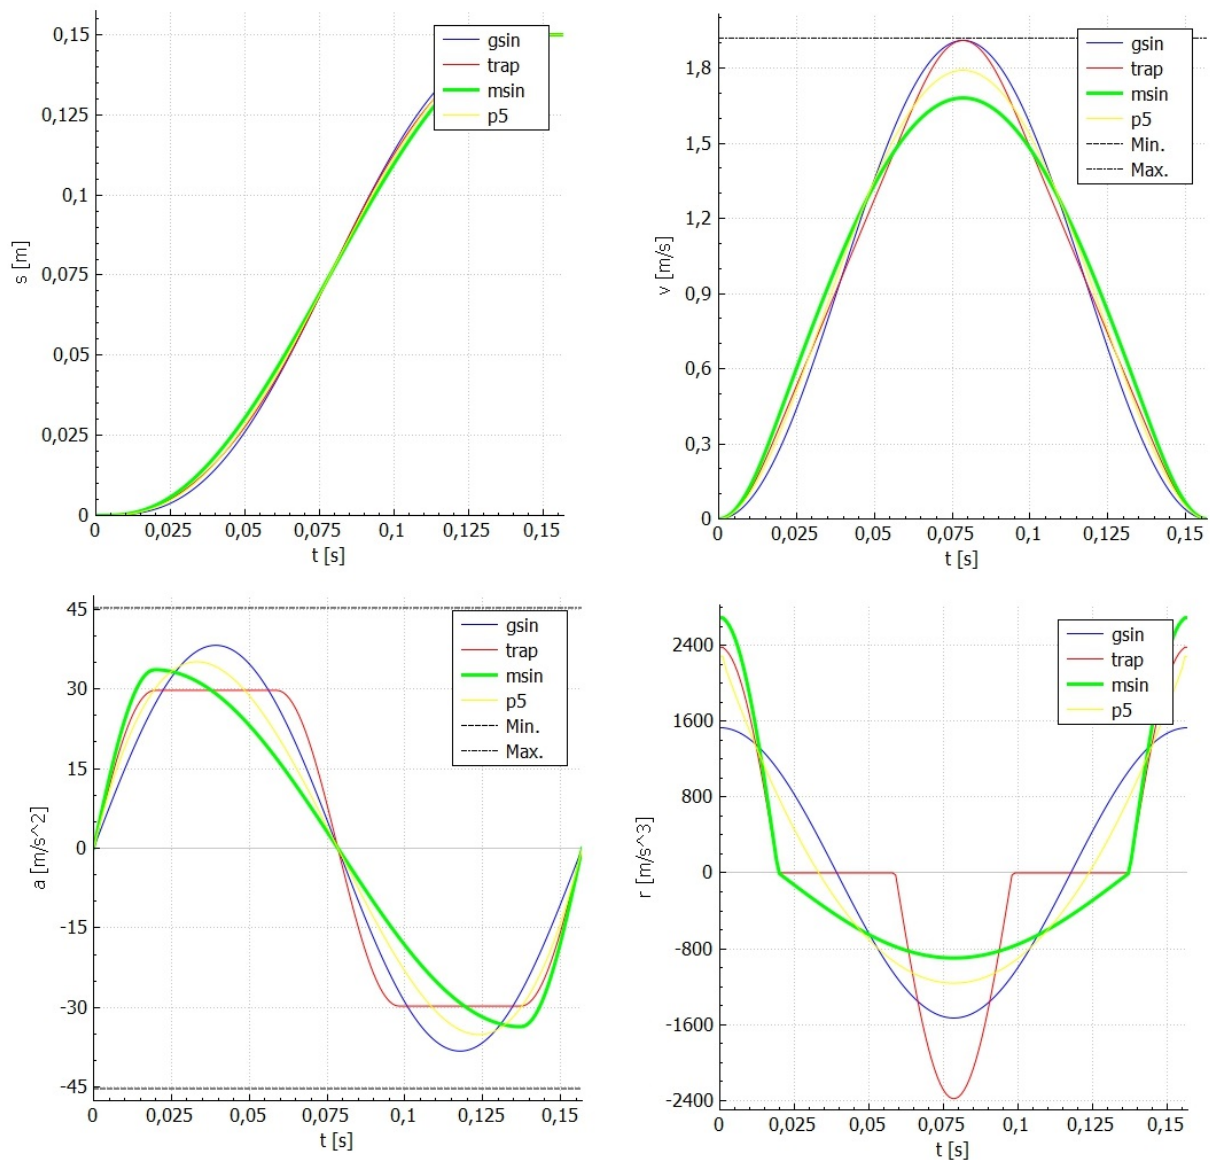 0,15
0,125
0,1
0,075
0,05
0,025
0
s [m]
gsin
trap
msin
p5
0 0,025 0,05 0,075 0,1 0,125 0,15
t [s]
1,8
1,5
1,2
0,9
0,6
0,3
0
v [m/s]
gsin
trap
msin
p5
Min.
Max.
0 0,025 0,05 0,075 0,1 0,125 0,15
t [s]
45
30
15
0
-15
-30
-45
a [m/s^2]
gsin
trap
msin
p5
Min.
Max.
0 0,025 0,05 0,075 0,1 0,125 0,15
t [s]
2400
1600
800
0
-800
-1600
-2400
r [m/s^3]
gsin
trap
msin
p5
0 0,025 0,05 0,075 0,1 0,125 0,15
t [s]